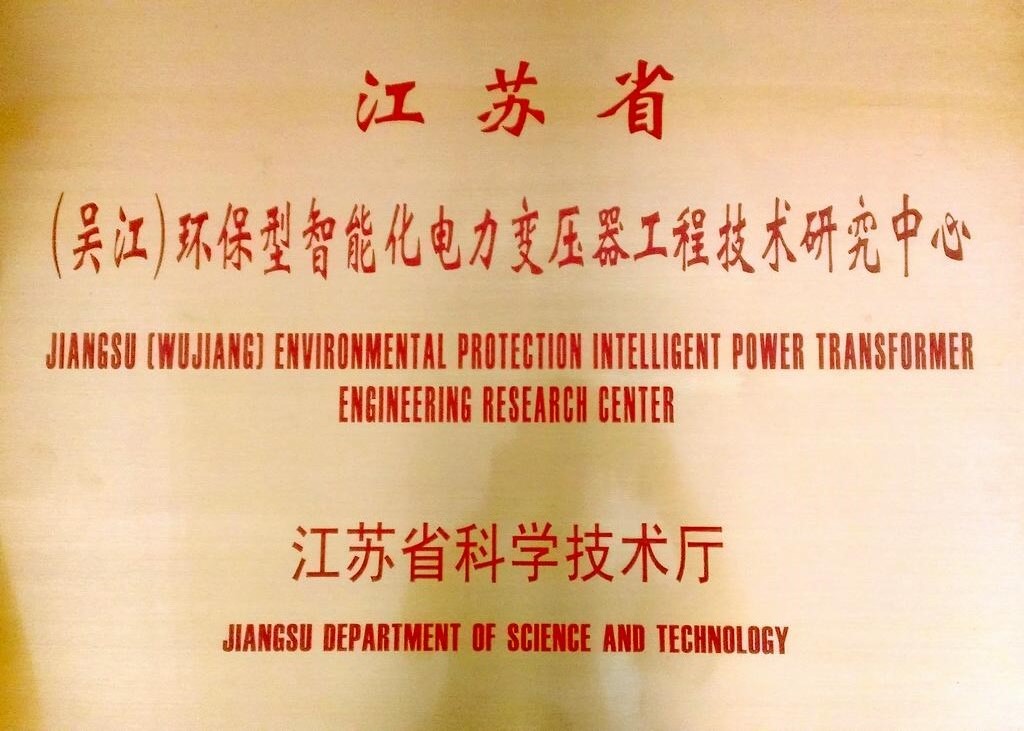 江苏省
(吴江)环保型智能化电力变压器工程技术研究中心
JIANGSU (WUJIANG) ENVIRONMENTAL PROTECTION INTELLIGENT POWER TRANSFORMER
ENGINEERING RESEARCH CENTER
江苏省科学技术厅
JIANGSU DEPARTMENT OF SCIENCE AND TECHNOLOGY